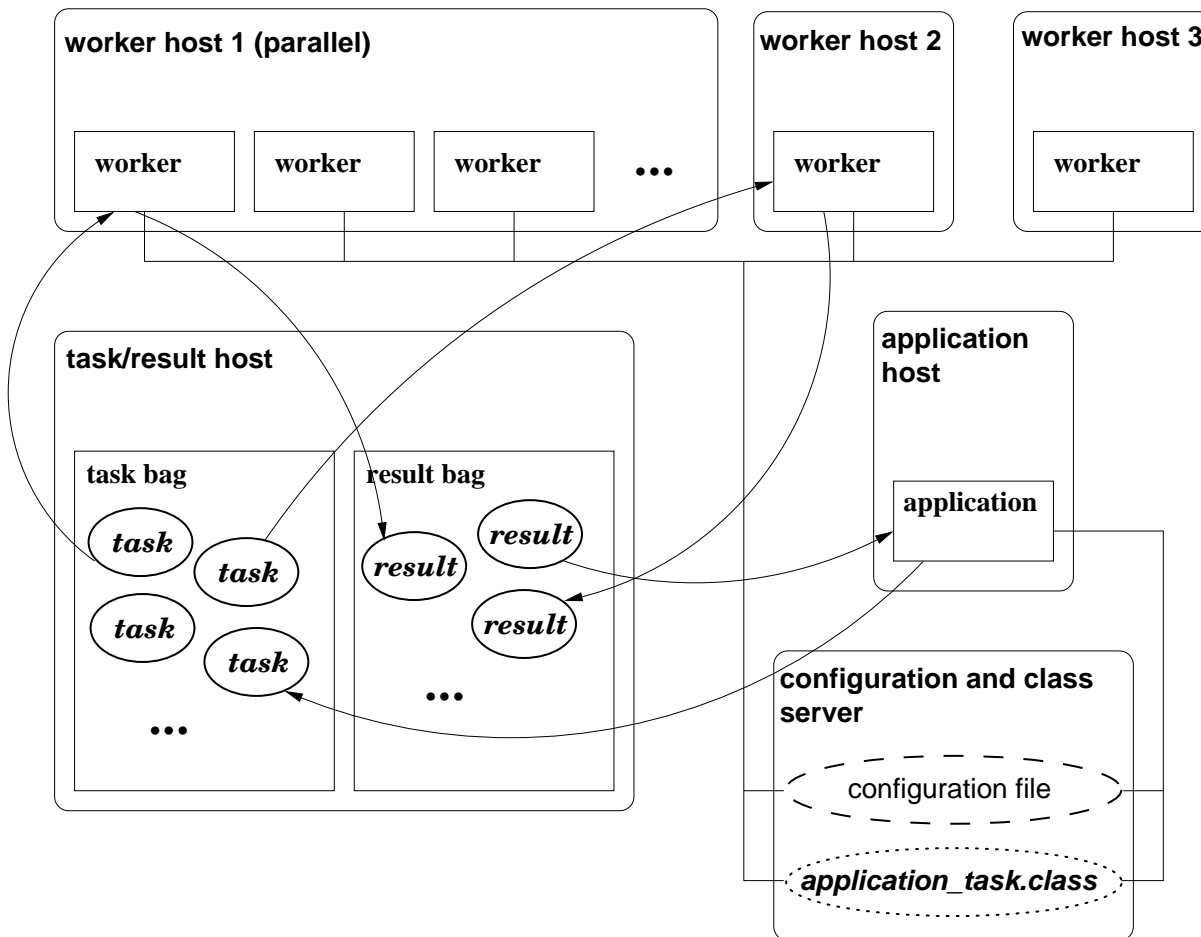 worker host 1 (parallel)
worker host 2
worker host 3
worker
worker
worker
...
worker
worker
task/result host
application
host
task bag
result bag
application
task
task
result
result
task
task
result
...
...
configuration and class
server
configuration file
application_task.class